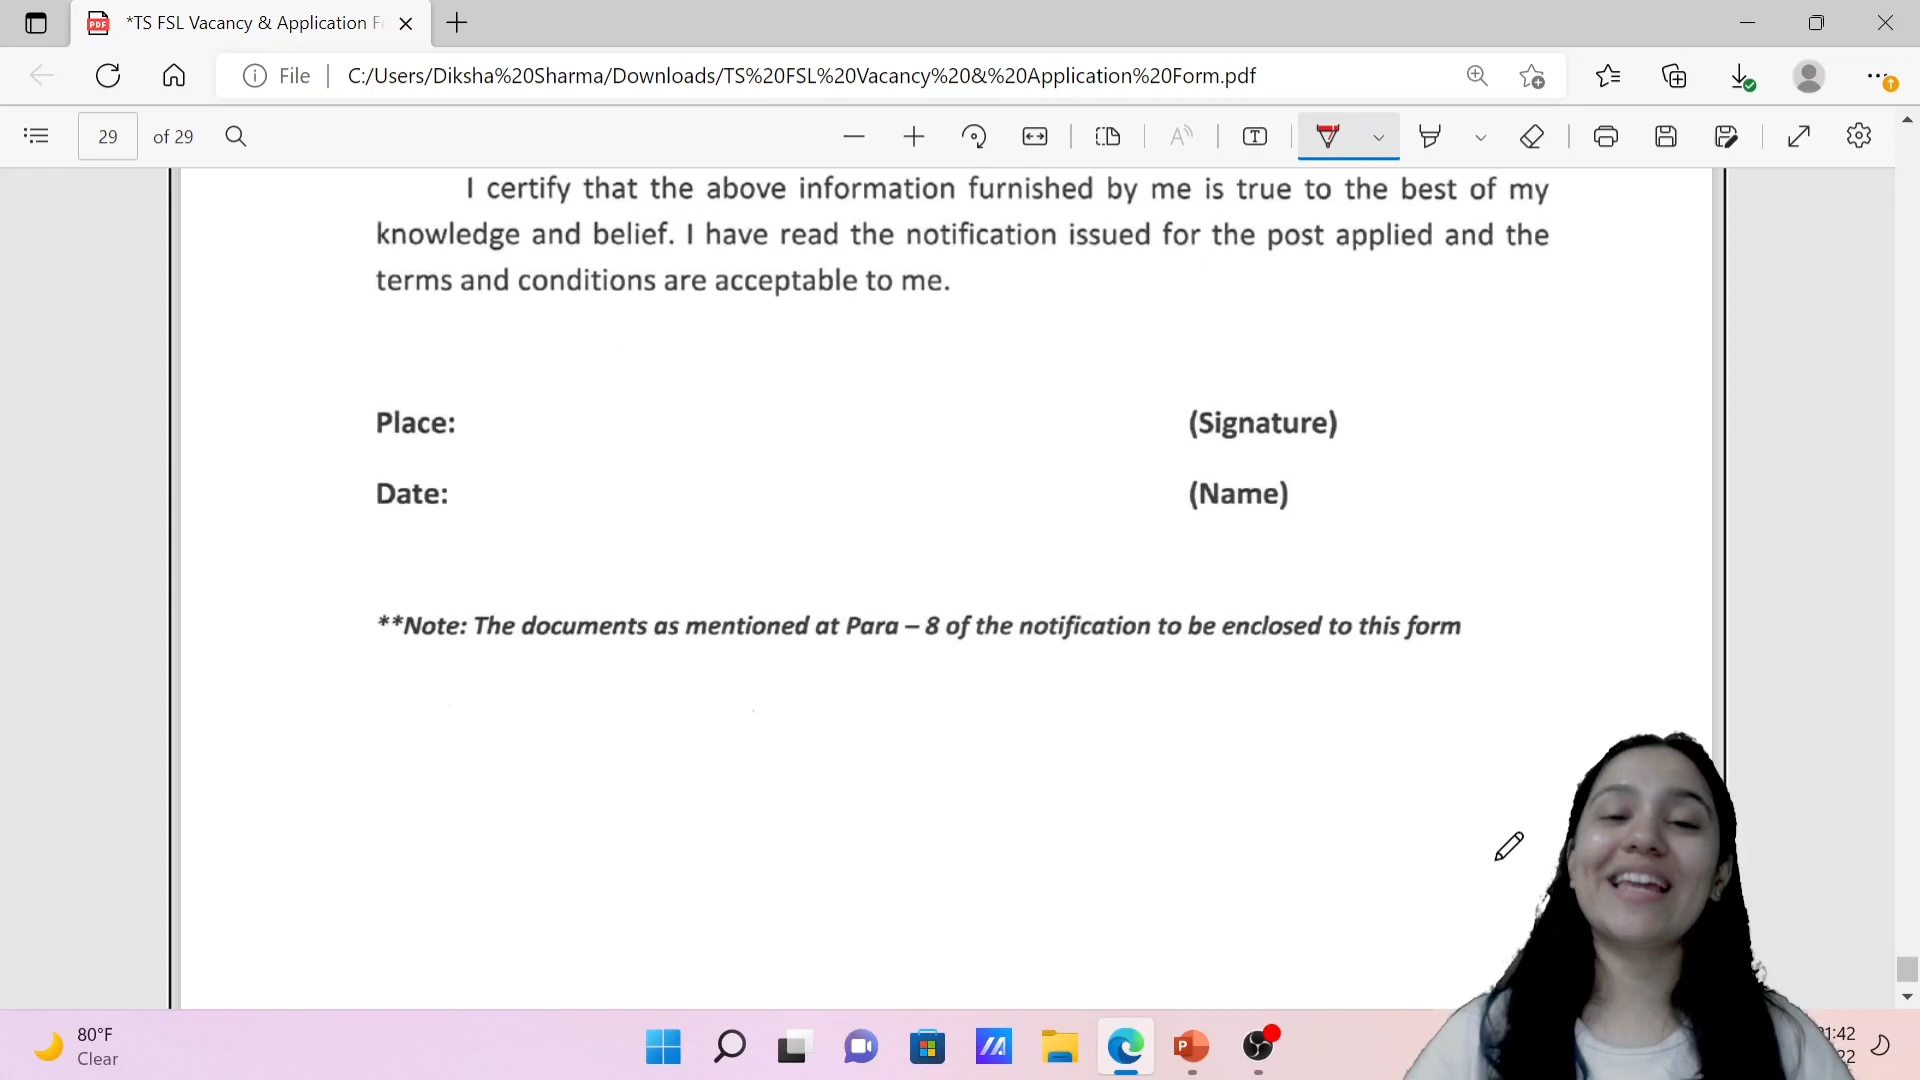 *TS FSL Vacancy & Application F
File
C:/Users/Diksha%20Sharma/Downloads/TS%20FSL%20Vacancy%20&%20Application%20Form.pdf
29 of 29
I certify that the above information furnished by me is true to the best of my
knowledge and belief. I have read the notification issued for the post applied and the
terms and conditions are acceptable to me.
Place: (Signature)
Date: (Name)
**Note: The documents as mentioned at Para – 8 of the notification to be enclosed to this form
80°F
Clear
1:42
22